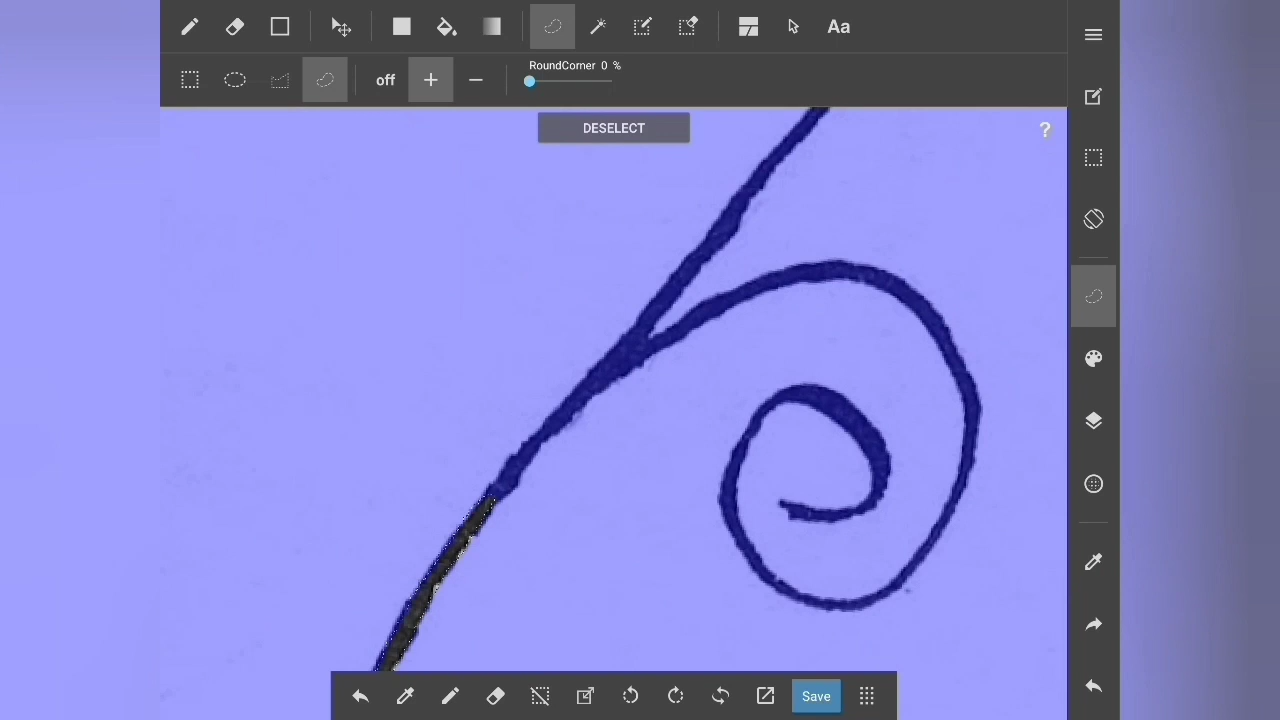 Aa
off + −
RoundCorner 0 %
DESELECT
?
Save